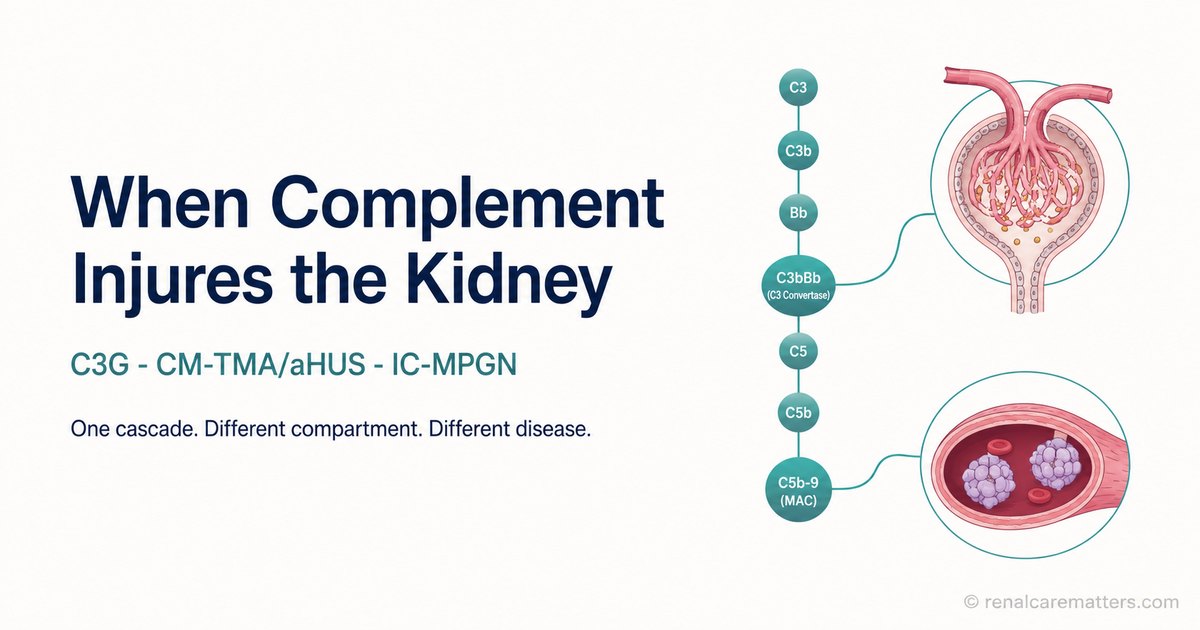 When Complement
Injures the Kidney
C3G - CM-TMA/aHUS - IC-MPGN
One cascade. Different compartment. Different disease.
C3
C3b
Bb
C3bBb
(C3 Convertase)
C5
C5b
C5b-9
(MAC)
© renalcarematters.com